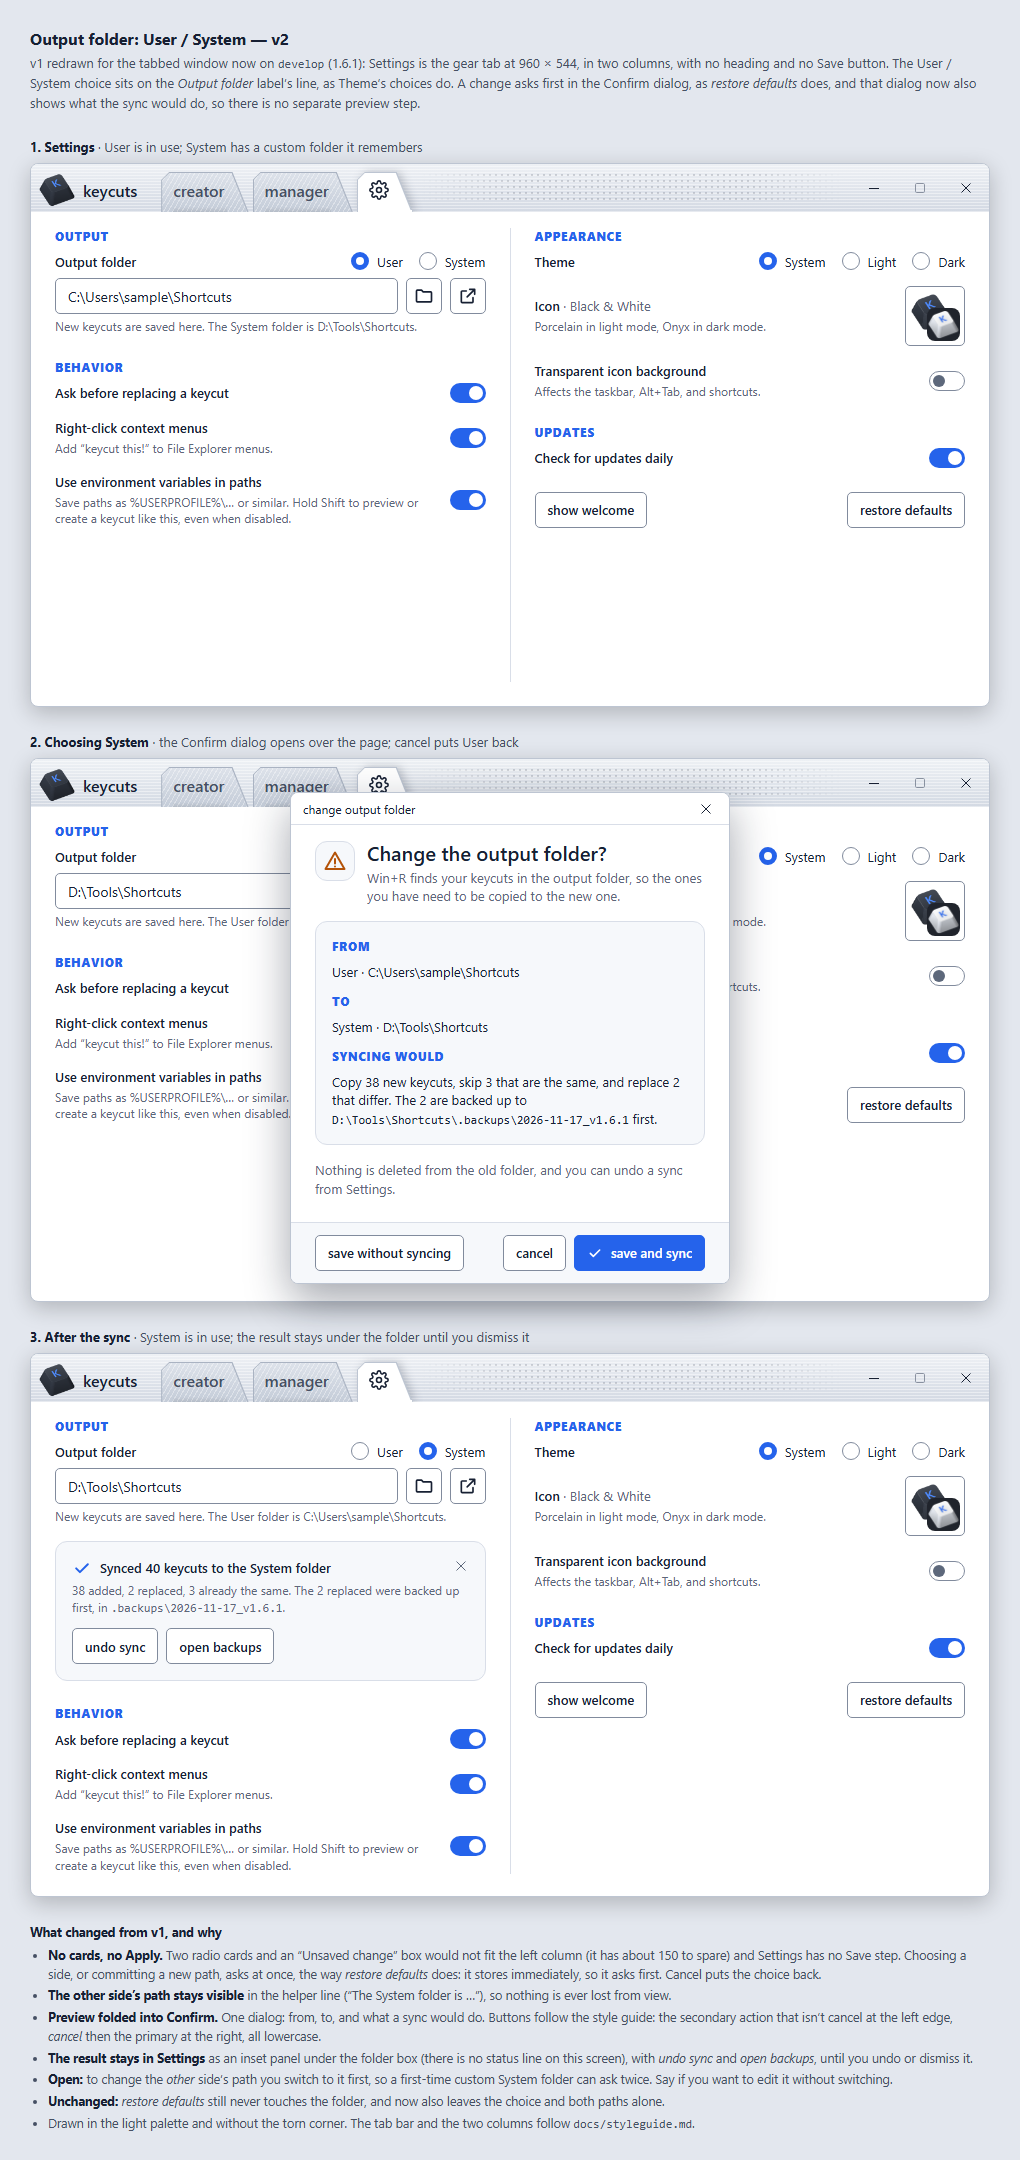 Output folder: User / System — v2
v1 redrawn for the tabbed window now on develop (1.6.1): Settings is the gear tab at 960 × 544, in two columns, with no heading and no Save button. The User /
System choice sits on the Output folder label's line, as Theme's choices do. A change asks first in the Confirm dialog, as restore defaults does, and that dialog now also
shows what the sync would do, so there is no separate preview step.
1. Settings · User is in use; System has a custom folder it remembers
keycuts
creator
manager
OUTPUT
Output folder
User
System
C:\Users\sample\Shortcuts
New keycuts are saved here. The System folder is D:\Tools\Shortcuts.
BEHAVIOR
Ask before replacing a keycut
Right-click context menus
Add “keycut this!” to File Explorer menus.
Use environment variables in paths
Save paths as %USERPROFILE%\... or similar. Hold Shift to preview or
create a keycut like this, even when disabled.
APPEARANCE
Theme
System
Light
Dark
Icon · Black & White
Porcelain in light mode, Onyx in dark mode.
Transparent icon background
Affects the taskbar, Alt+Tab, and shortcuts.
UPDATES
Check for updates daily
show welcome
restore defaults
2. Choosing System · the Confirm dialog opens over the page; cancel puts User back
keycuts
creator
manager
OUTPUT
Output folder
D:\Tools\Shortcuts
New keycuts are saved here. The User folder
BEHAVIOR
Ask before replacing a keycut
Right-click context menus
Add “keycut this!” to File Explorer menus.
Use environment variables in paths
Save paths as %USERPROFILE%\... or similar.
create a keycut like this, even when disabled.
change output folder
Change the output folder?
Win+R finds your keycuts in the output folder, so the ones
you have need to be copied to the new one.
FROM
User · C:\Users\sample\Shortcuts
TO
System · D:\Tools\Shortcuts
SYNCING WOULD
Copy 38 new keycuts, skip 3 that are the same, and replace 2
that differ. The 2 are backed up to
D:\Tools\Shortcuts\.backups\2026-11-17_v1.6.1 first.
Nothing is deleted from the old folder, and you can undo a sync
from Settings.
save without syncing
cancel
save and sync
System
Light
Dark
mode.
rtcuts.
restore defaults
3. After the sync · System is in use; the result stays under the folder until you dismiss it
keycuts
creator
manager
OUTPUT
Output folder
User
System
D:\Tools\Shortcuts
New keycuts are saved here. The User folder is C:\Users\sample\Shortcuts.
Synced 40 keycuts to the System folder
38 added, 2 replaced, 3 already the same. The 2 replaced were backed up
first, in .backups\2026-11-17_v1.6.1.
undo sync
open backups
BEHAVIOR
Ask before replacing a keycut
Right-click context menus
Add “keycut this!” to File Explorer menus.
Use environment variables in paths
Save paths as %USERPROFILE%\... or similar. Hold Shift to preview or
create a keycut like this, even when disabled.
APPEARANCE
Theme
System
Light
Dark
Icon · Black & White
Porcelain in light mode, Onyx in dark mode.
Transparent icon background
Affects the taskbar, Alt+Tab, and shortcuts.
UPDATES
Check for updates daily
show welcome
restore defaults
What changed from v1, and why
• No cards, no Apply. Two radio cards and an “Unsaved change” box would not fit the left column (it has about 150 to spare) and Settings has no Save step. Choosing a
side, or committing a new path, asks at once, the way restore defaults does: it stores immediately, so it asks first. Cancel puts the choice back.
• The other side’s path stays visible in the helper line (“The System folder is ...”), so nothing is ever lost from view.
• Preview folded into Confirm. One dialog: from, to, and what a sync would do. Buttons follow the style guide: the secondary action that isn’t cancel at the left edge,
cancel then the primary at the right, all lowercase.
• The result stays in Settings as an inset panel under the folder box (there is no status line on this screen), with undo sync and open backups, until you undo or dismiss it.
• Open: to change the other side’s path you switch to it first, so a first-time custom System folder can ask twice. Say if you want to edit it without switching.
• Unchanged: restore defaults still never touches the folder, and now also leaves the choice and both paths alone.
• Drawn in the light palette and without the torn corner. The tab bar and the two columns follow docs/styleguide.md.